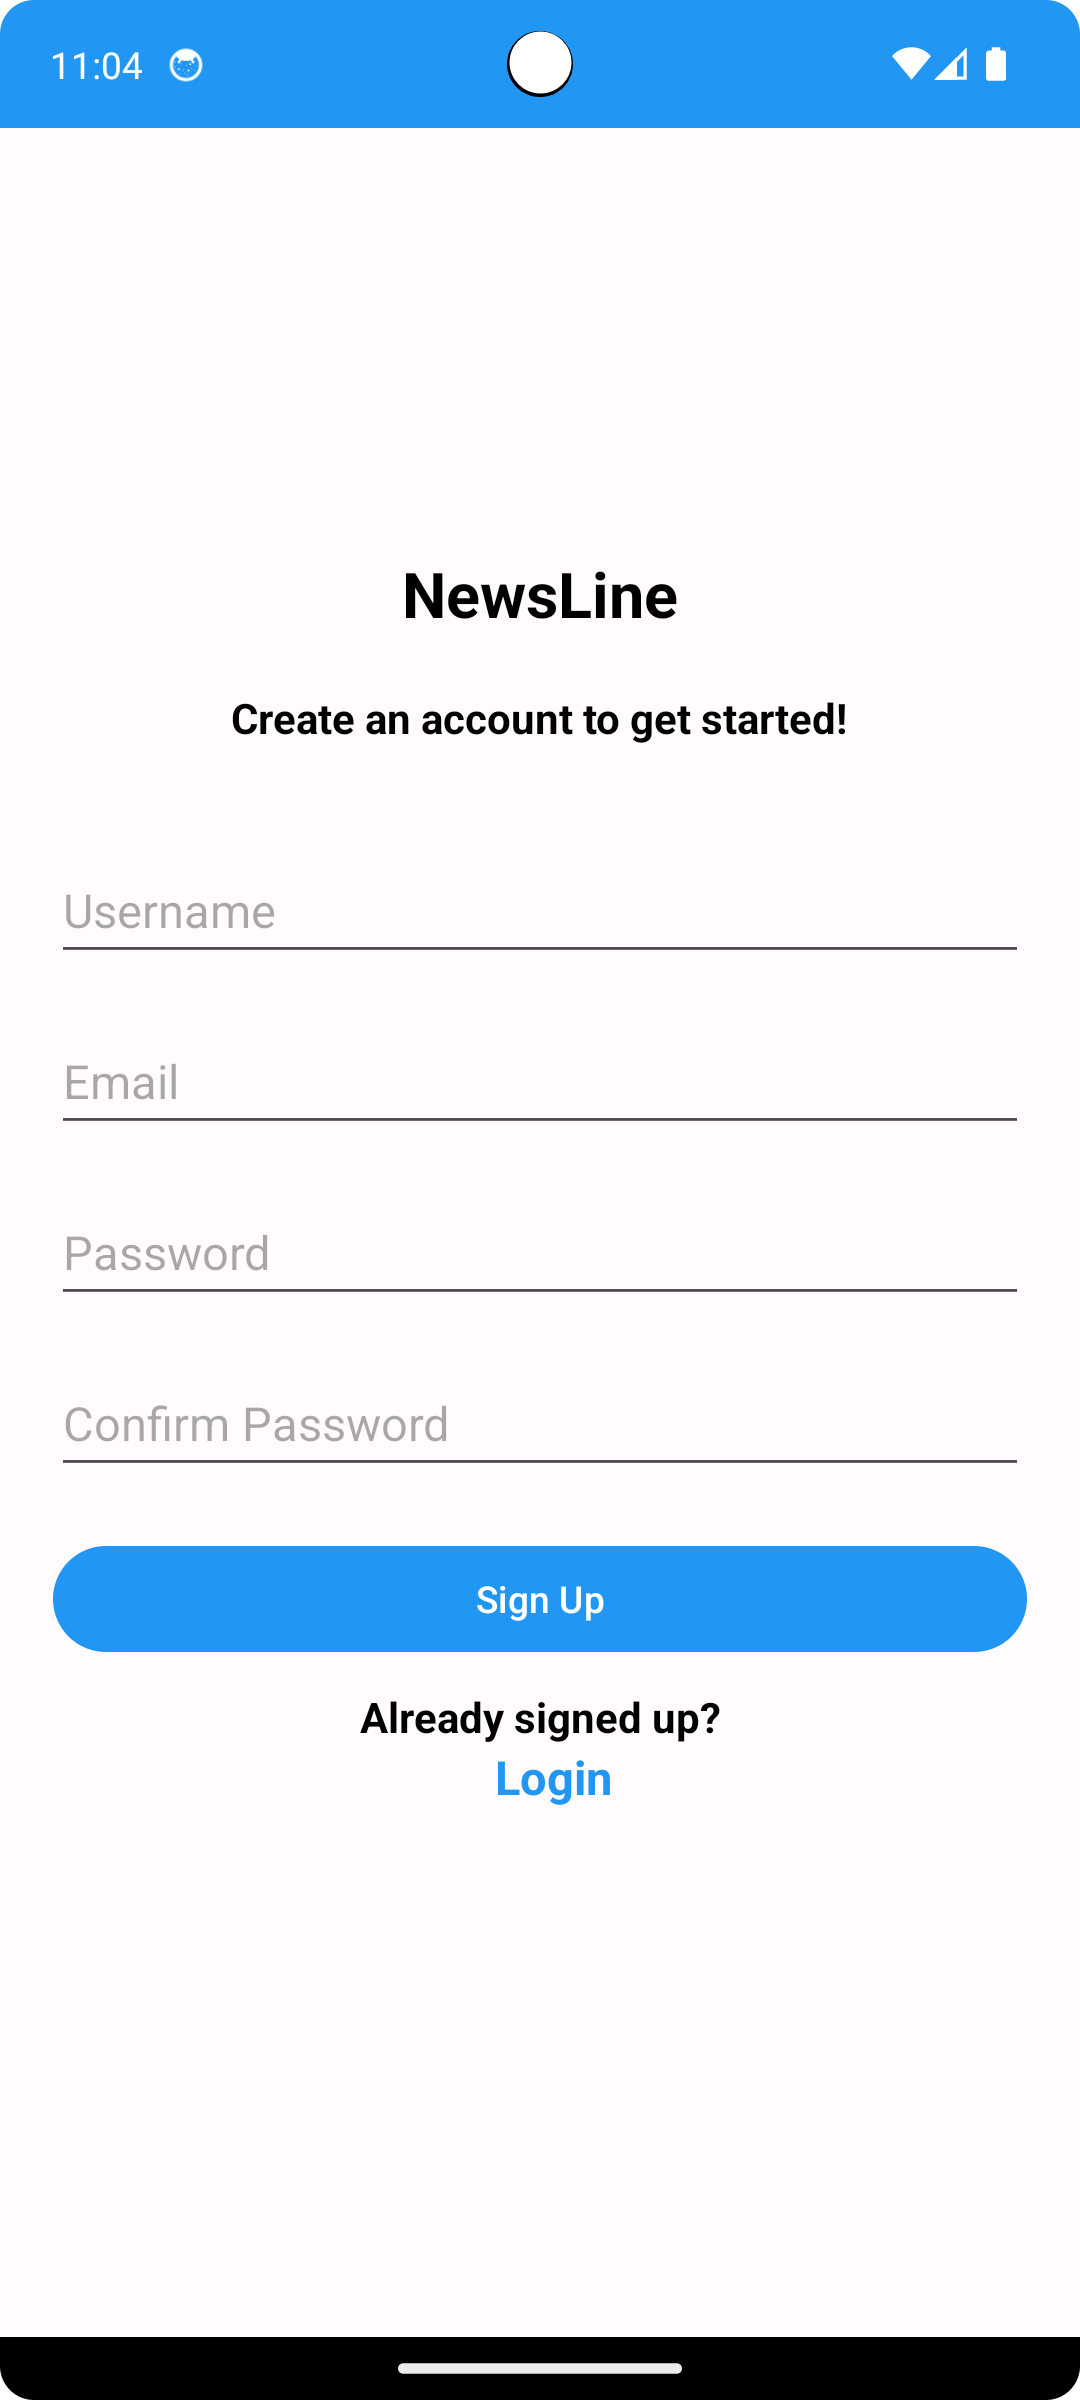 11:04
NewsLine
Create an account to get started!
Username
Email
Password
Confirm Password
Sign Up
Already signed up?
Login